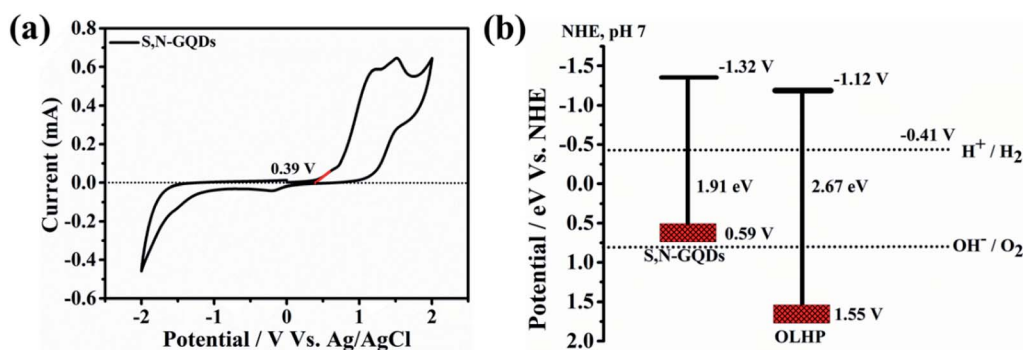 (a)
S,N-GQDs
0.8
0.6
0.4
0.2
0.0
-0.2
-0.4
-0.6
0.39 V
Current (mA)
-2
-1
0
1
2
Potential / V Vs. Ag/AgCl
(b)
NHE, pH 7
-1.5
-1.0
-0.5
0.0
0.5
1.0
1.5
2.0
Potential / eV Vs. NHE
-1.32 V
-1.12 V
-0.41 V
H+ / H2
1.91 eV
2.67 eV
0.59 V
S,N-GQDs
OH- / O2
1.55 V
OLHP